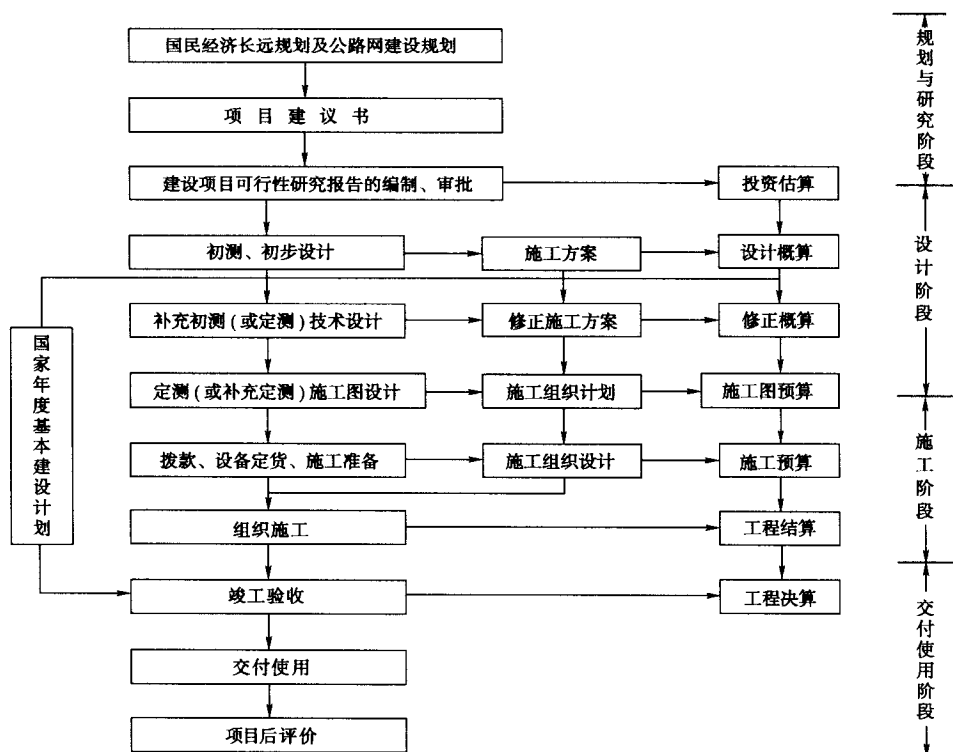 国民经济长远规划及公路网建设规划
项目建议书
建设项目可行性研究报告的编制、审批
投资估算
初测、初步设计
施工方案
设计概算
补充初测(或定测)技术设计
修正施工方案
修正概算
定测(或补充定测)施工图设计
施工组织计划
施工图预算
拨款、设备定货、施工准备
施工组织设计
施工预算
组织施工
工程结算
竣工验收
工程决算
交付使用
项目后评价
国家年度基本建设计划
规划与研究阶段
设计阶段
施工阶段
交付使用阶段